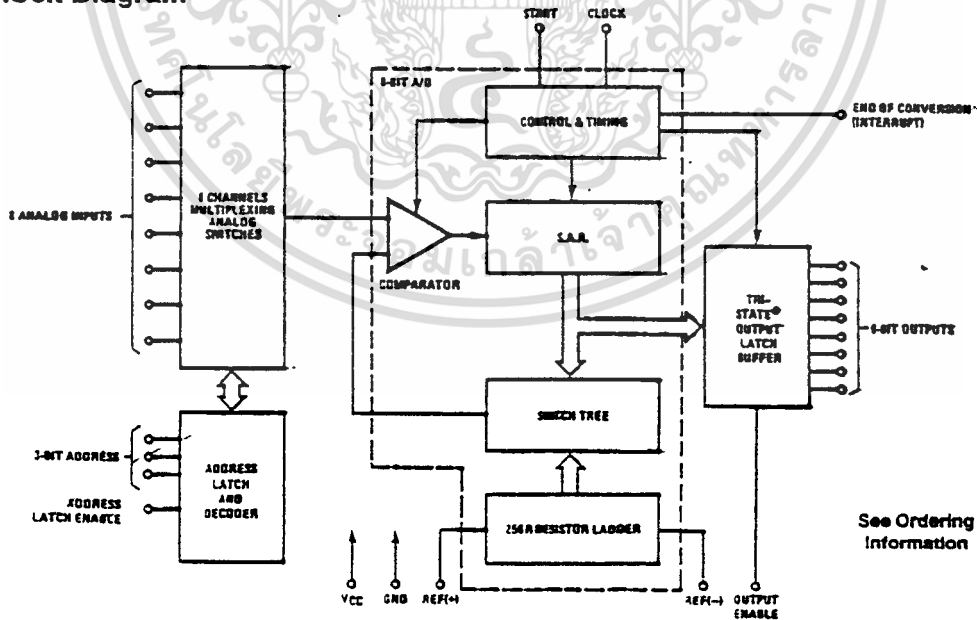 Block Diagram
START
CLOCK
8-BIT A/D
CONTROL & TIMING
END OF CONVERSION
(INTERRUPT)
8 ANALOG INPUTS
8 CHANNELS
MULTIPLEXING
ANALOG
SWITCHES
S.A.R.
COMPARATOR
TRI-
STATE®
OUTPUT
LATCH
BUFFER
8-BIT OUTPUTS
SWITCH TREE
3-BIT ADDRESS
ADDRESS
LATCH
AND
DECODER
ADDRESS
LATCH ENABLE
256R RESISTOR LADDER
See Ordering
Information
VCC
GND
REF(+)
REF(−)
OUTPUT
ENABLE